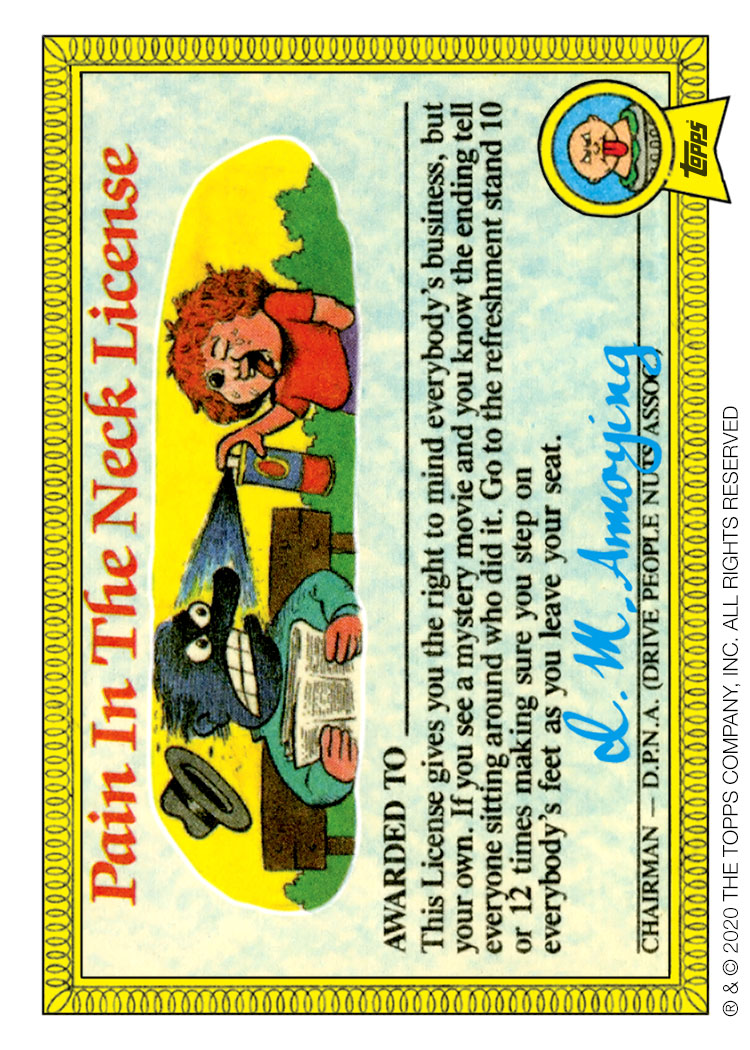 Pain In The Neck License
AWARDED TO
This License gives you the right to mind everybody's business, but
your own. If you see a mystery movie and you know the ending tell
everyone sitting around who did it. Go to the refreshment stand 10
or 12 times making sure you step on
everybody's feet as you leave your seat.
I. M. Annoying
CHAIRMAN — D.P.N.A. (DRIVE PEOPLE NUTS ASSOC.)
topps
® & © 2020 THE TOPPS COMPANY, INC. ALL RIGHTS RESERVED